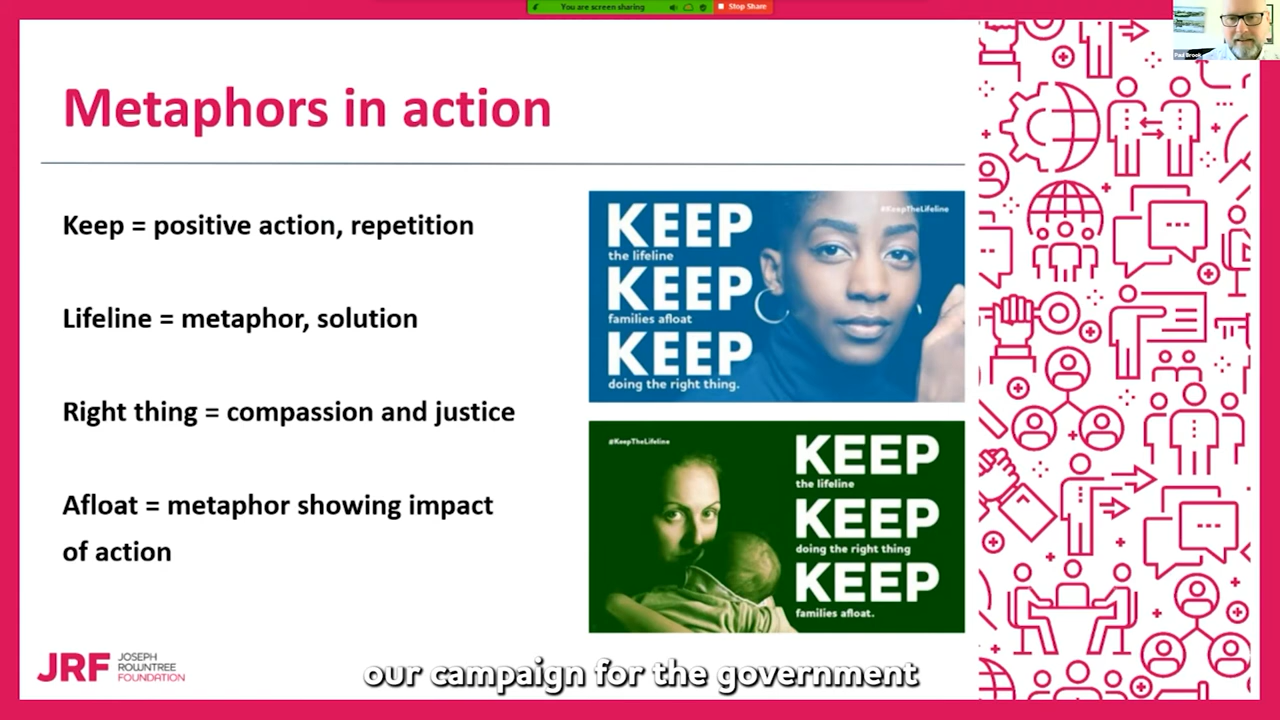 You are screen sharing
Stop Share
Paul Brook
Metaphors in action
Keep = positive action, repetition
Lifeline = metaphor, solution
Right thing = compassion and justice
Afloat = metaphor showing impact
of action
#KeepTheLifeline
KEEP
the lifeline
KEEP
families afloat
KEEP
doing the right thing.
#KeepTheLifeline
KEEP
the lifeline
KEEP
doing the right thing
KEEP
families afloat.
JRF
JOSEPH
ROWNTREE
FOUNDATION
our campaign for the government